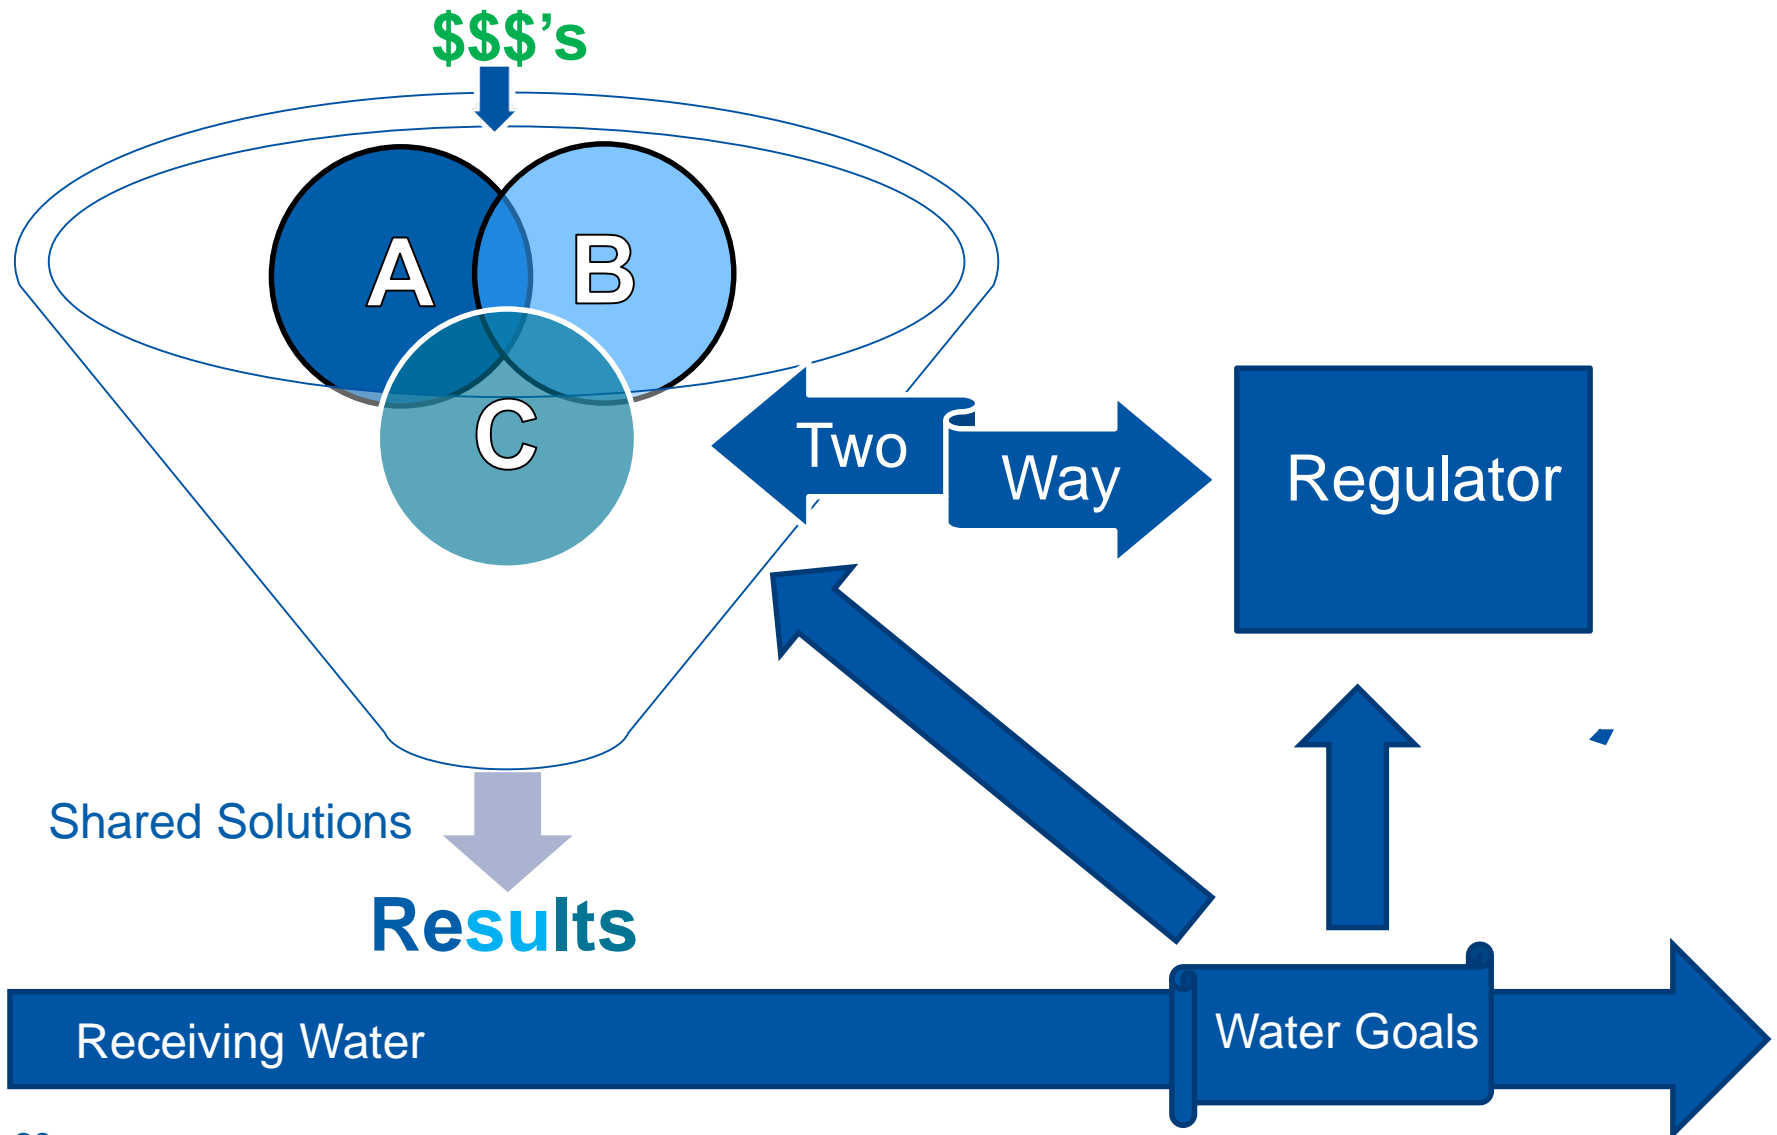 $$$’s
A
B
C
Two
Way
Regulator
Shared Solutions
Results
Receiving Water
Water Goals